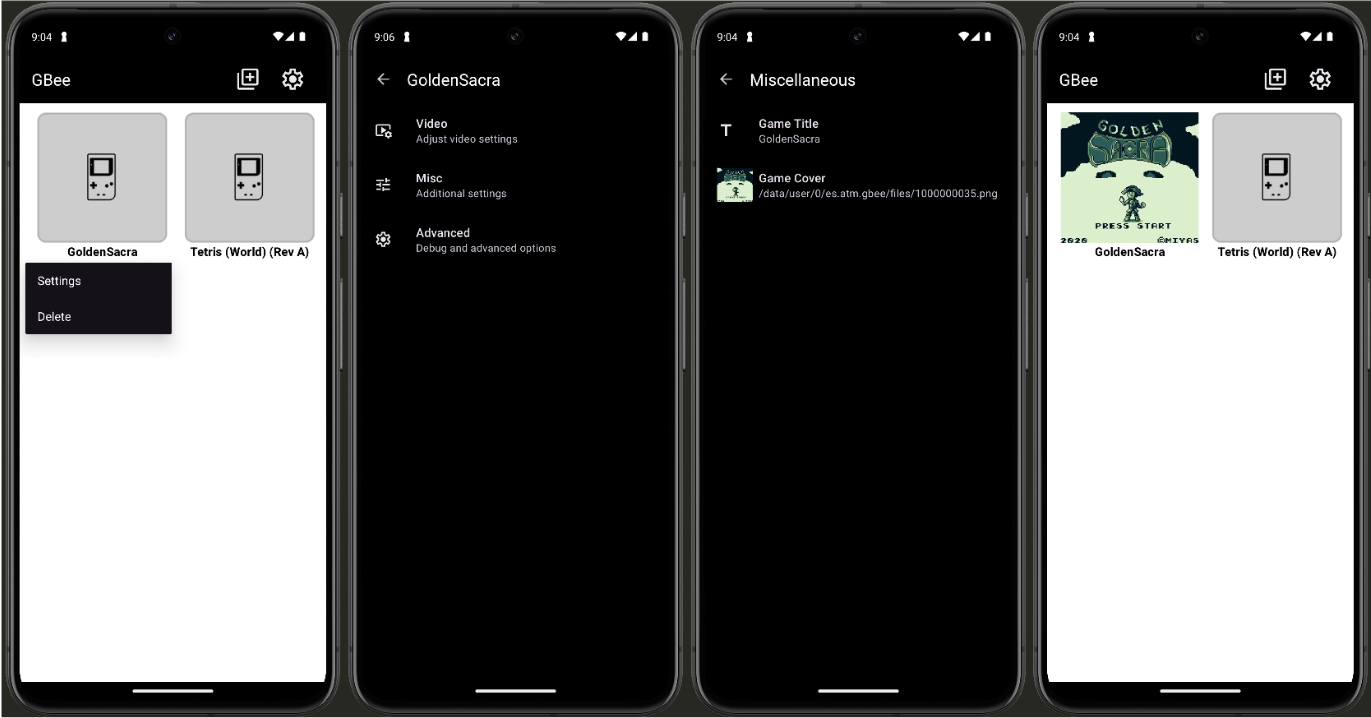 9:04
GBee
GoldenSacra
Tetris (World) (Rev A)
Settings
Delete
9:06
GoldenSacra
Video
Adjust video settings
Misc
Additional settings
Advanced
Debug and advanced options
9:04
Miscellaneous
T
Game Title
GoldenSacra
Game Cover
/data/user/0/es.atm.gbee/files/1000000035.png
9:04
GBee
GOLDEN
SACRA
PRESS START
2020 ©MIYAS
GoldenSacra
Tetris (World) (Rev A)